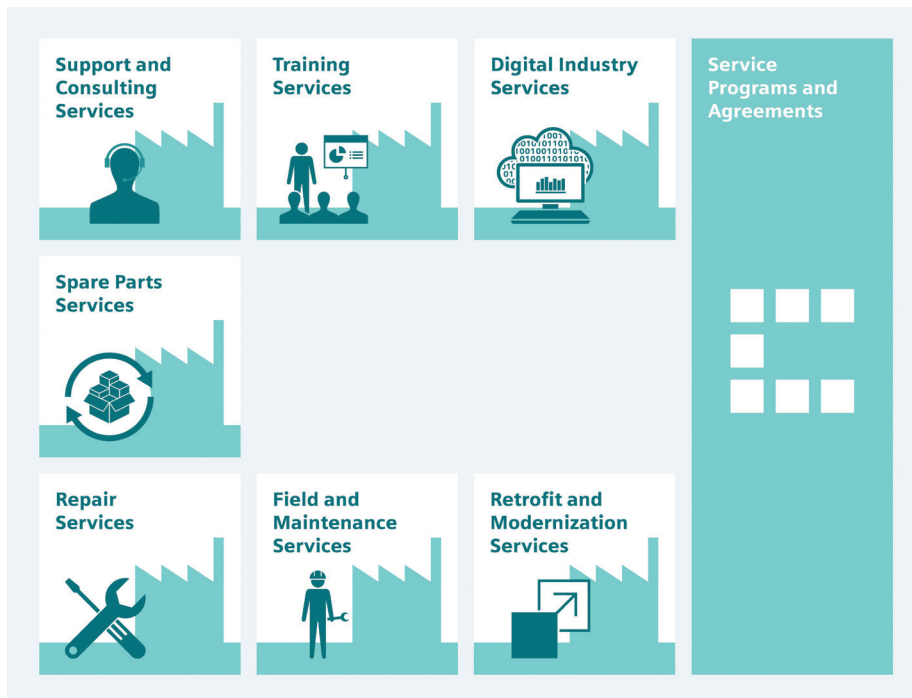 Support and
Consulting
Services
Training
Services
Digital Industry
Services
Service
Programs and
Agreements
Spare Parts
Services
Repair
Services
Field and
Maintenance
Services
Retrofit and
Modernization
Services